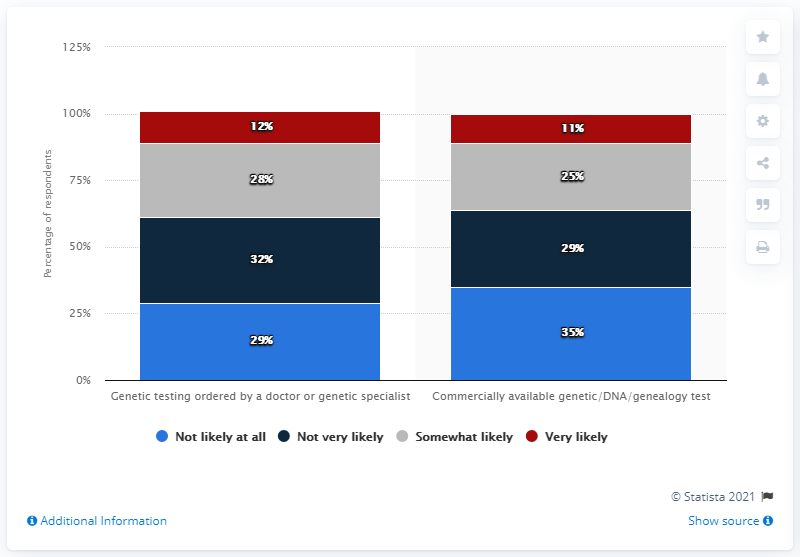 125%
100%
75%
50%
25%
0%
Percentage of respondents
12%
28%
32%
29%
11%
25%
29%
35%
Genetic testing ordered by a doctor or genetic specialist
Commercially available genetic/DNA/genealogy test
Not likely at all Not very likely Somewhat likely Very likely
© Statista 2021
Additional Information
Show source